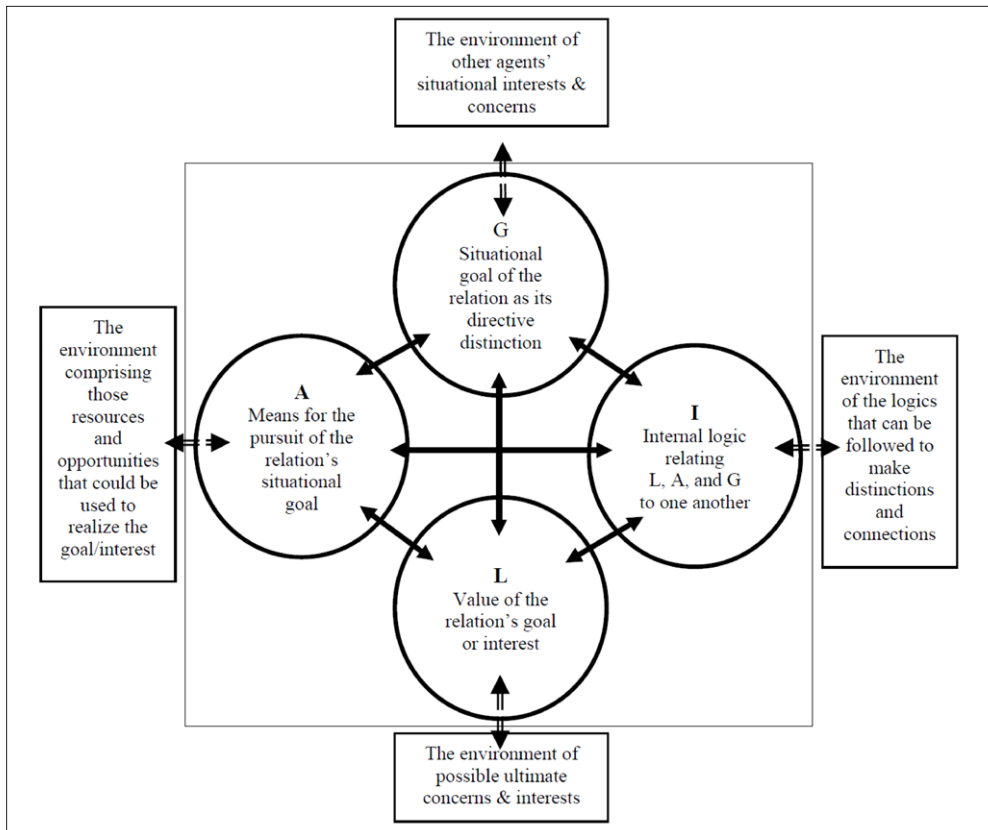 The environment of
other agents’
situational interests &
concerns
G
Situational
goal of the
relation as its
directive
distinction
The
environment
comprising
those
resources
and
opportunities
that could be
used to
realize the
goal/interest
A
Means for the
pursuit of the
relation’s
situational
goal
I
Internal logic
relating
L, A, and G
to one another
The
environment
of the logics
that can be
followed to
make
distinctions
and
connections
L
Value of the
relation’s goal
or interest
The environment of
possible ultimate
concerns & interests